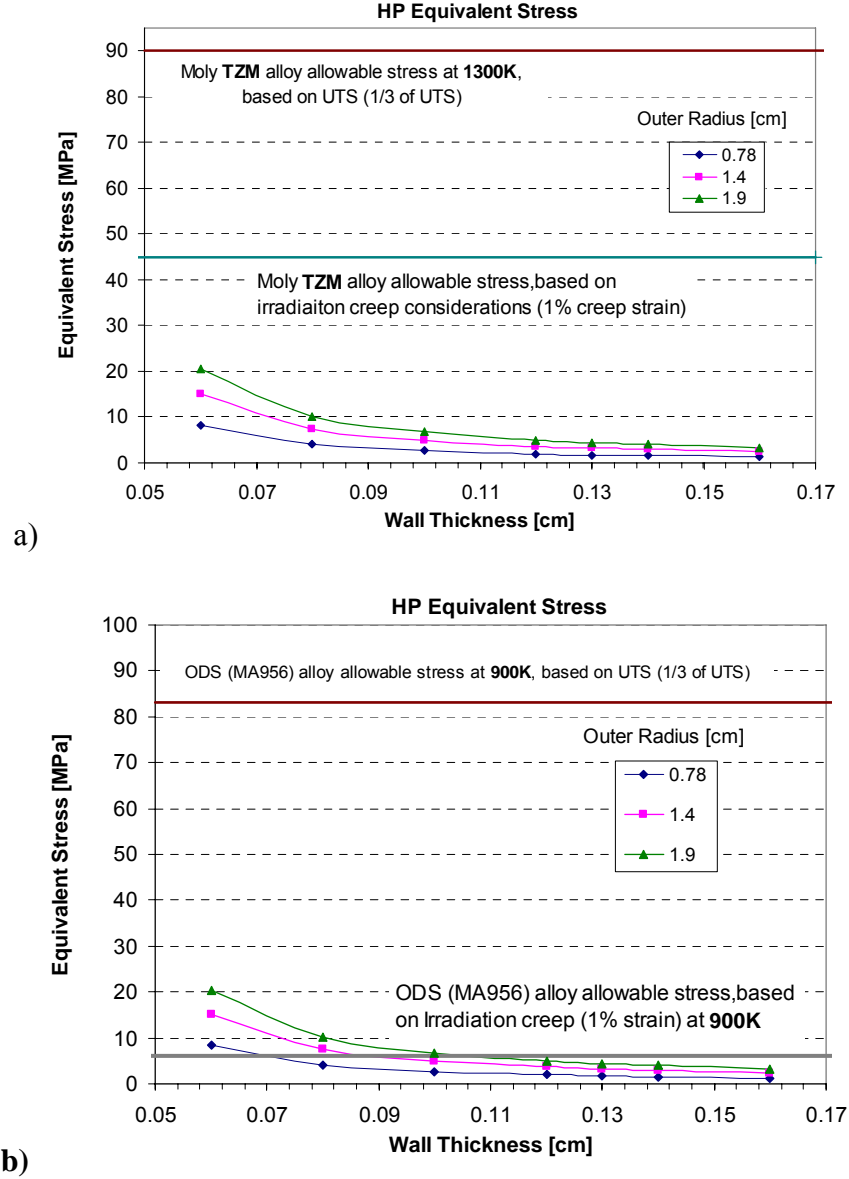 HP Equivalent Stress
90
80
70
60
50
40
30
20
10
0
Equivalent Stress [MPa]
Moly TZM alloy allowable stress at 1300K,
based on UTS (1/3 of UTS)
Outer Radius [cm]
0.78
1.4
1.9
Moly TZM alloy allowable stress,based on
irradiaiton creep considerations (1% creep strain)
0.05 0.07 0.09 0.11 0.13 0.15 0.17
Wall Thickness [cm]
a)
HP Equivalent Stress
100
90
80
70
60
50
40
30
20
10
0
Equivalent Stress [MPa]
ODS (MA956) alloy allowable stress at 900K, based on UTS (1/3 of UTS)
Outer Radius [cm]
0.78
1.4
1.9
ODS (MA956) alloy allowable stress,based
on Irradiation creep (1% strain) at 900K
0.05 0.07 0.09 0.11 0.13 0.15 0.17
Wall Thickness [cm]
b)